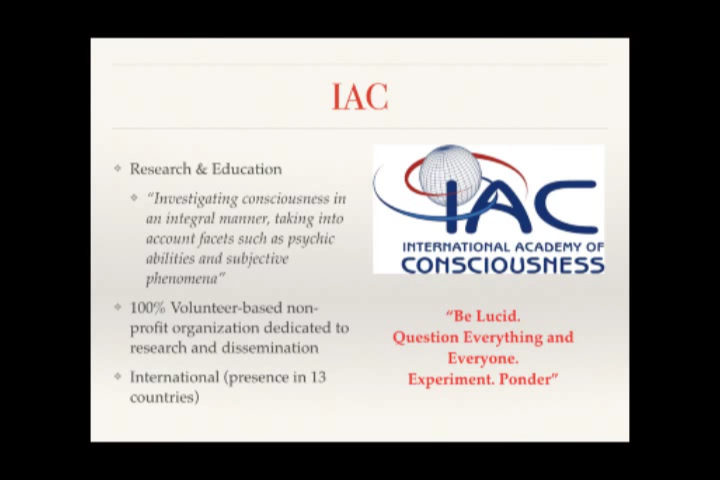 IAC
Research & Education
“Investigating consciousness in
an integral manner, taking into
account facets such as psychic
abilities and subjective
phenomena”
100% Volunteer-based non-
profit organization dedicated to
research and dissemination
International (presence in 13
countries)
IAC
INTERNATIONAL ACADEMY OF
CONSCIOUSNESS
“Be Lucid.
Question Everything and
Everyone.
Experiment. Ponder”